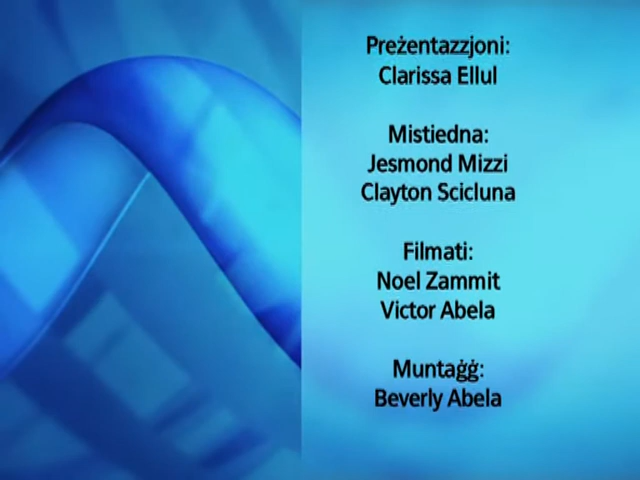 Preżentazzjoni:
Clarissa Ellul
Mistiedna:
Jesmond Mizzi
Clayton Scicluna
Filmati:
Noel Zammit
Victor Abela
Muntaġġ:
Beverly Abela